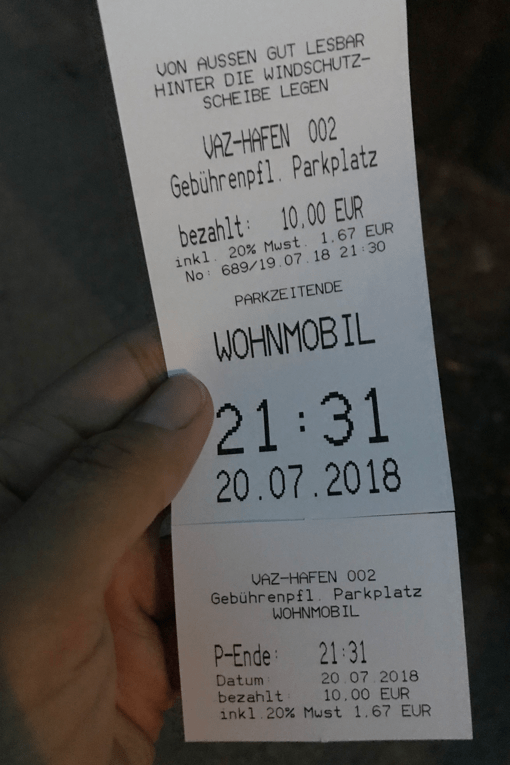 VON AUSSEN GUT LESBAR
HINTER DIE WINDSCHUTZ-
SCHEIBE LEGEN
VAZ-HAFEN 002
Gebührenpfl. Parkplatz
bezahlt: 10,00 EUR
inkl. 20% Mwst. 1,67 EUR
No: 689/19.07.18 21:30
PARKZEITENDE
WOHNMOBIL
21:31
20.07.2018
VAZ-HAFEN 002
Gebührenpfl. Parkplatz
WOHNMOBIL
P-Ende: 21:31
Datum: 20.07.2018
bezahlt: 10,00 EUR
inkl.20% Mwst 1,67 EUR